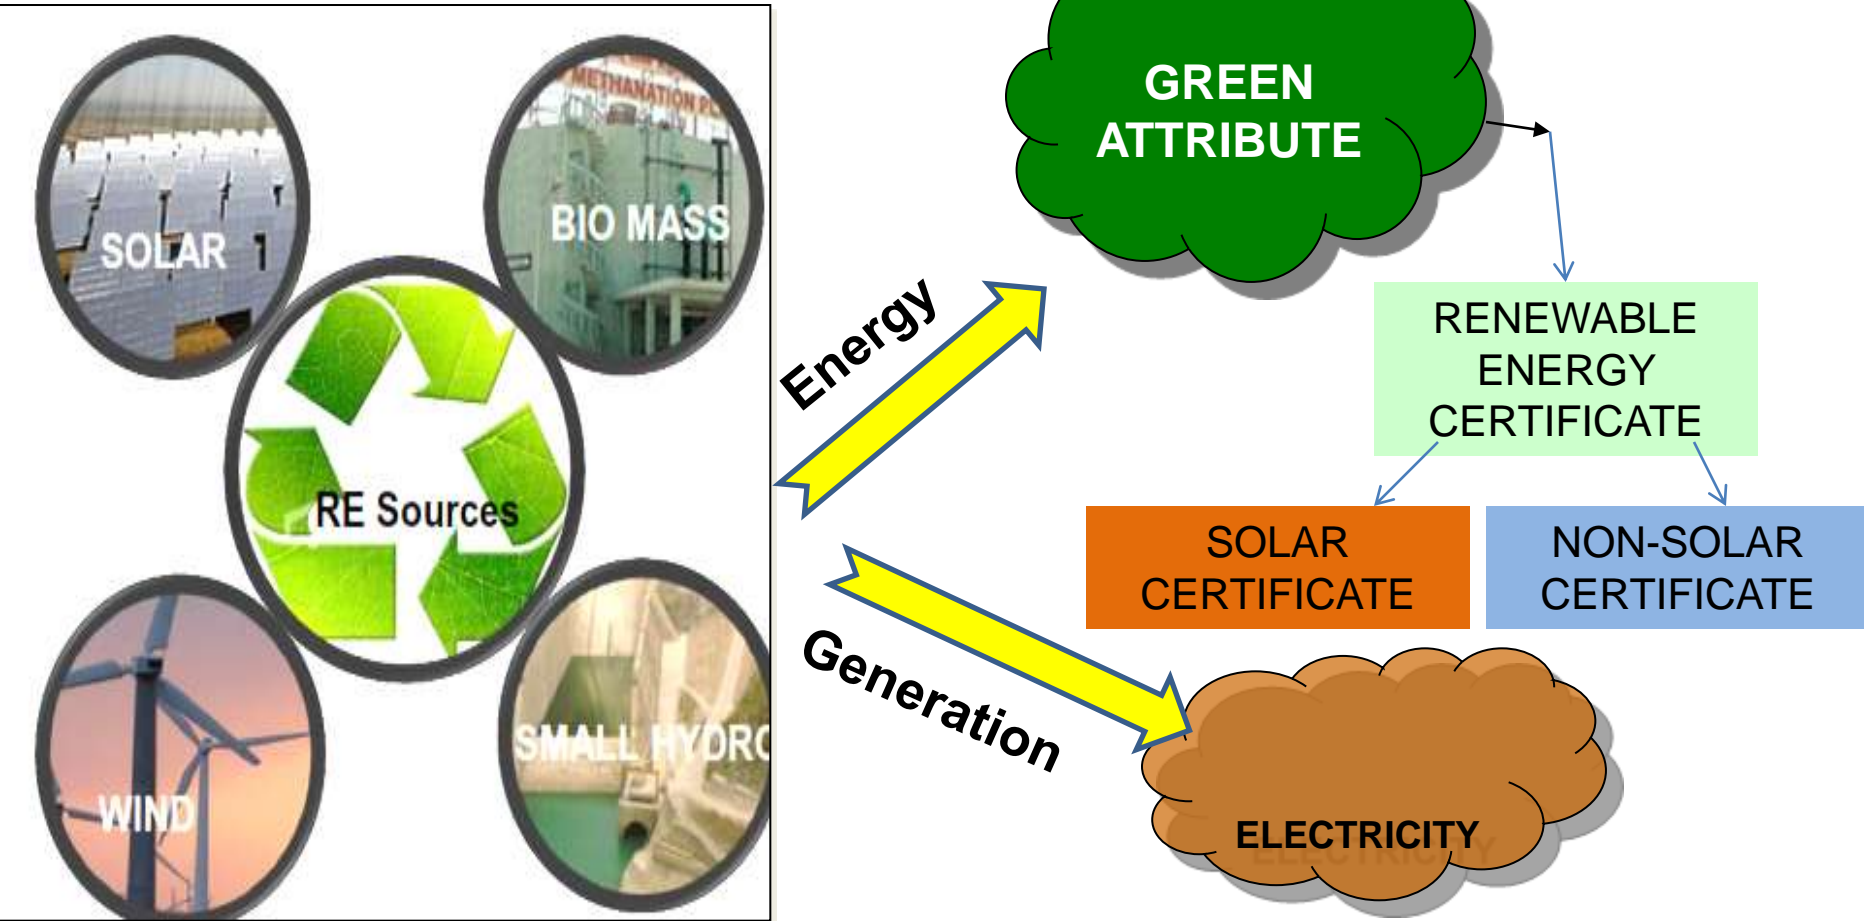 METHANATION
SOLAR
BIO MASS
RE Sources
WIND
SMALL HYDRO
Energy
Generation
GREEN
ATTRIBUTE
RENEWABLE
ENERGY
CERTIFICATE
SOLAR
CERTIFICATE
NON-SOLAR
CERTIFICATE
ELECTRICITY